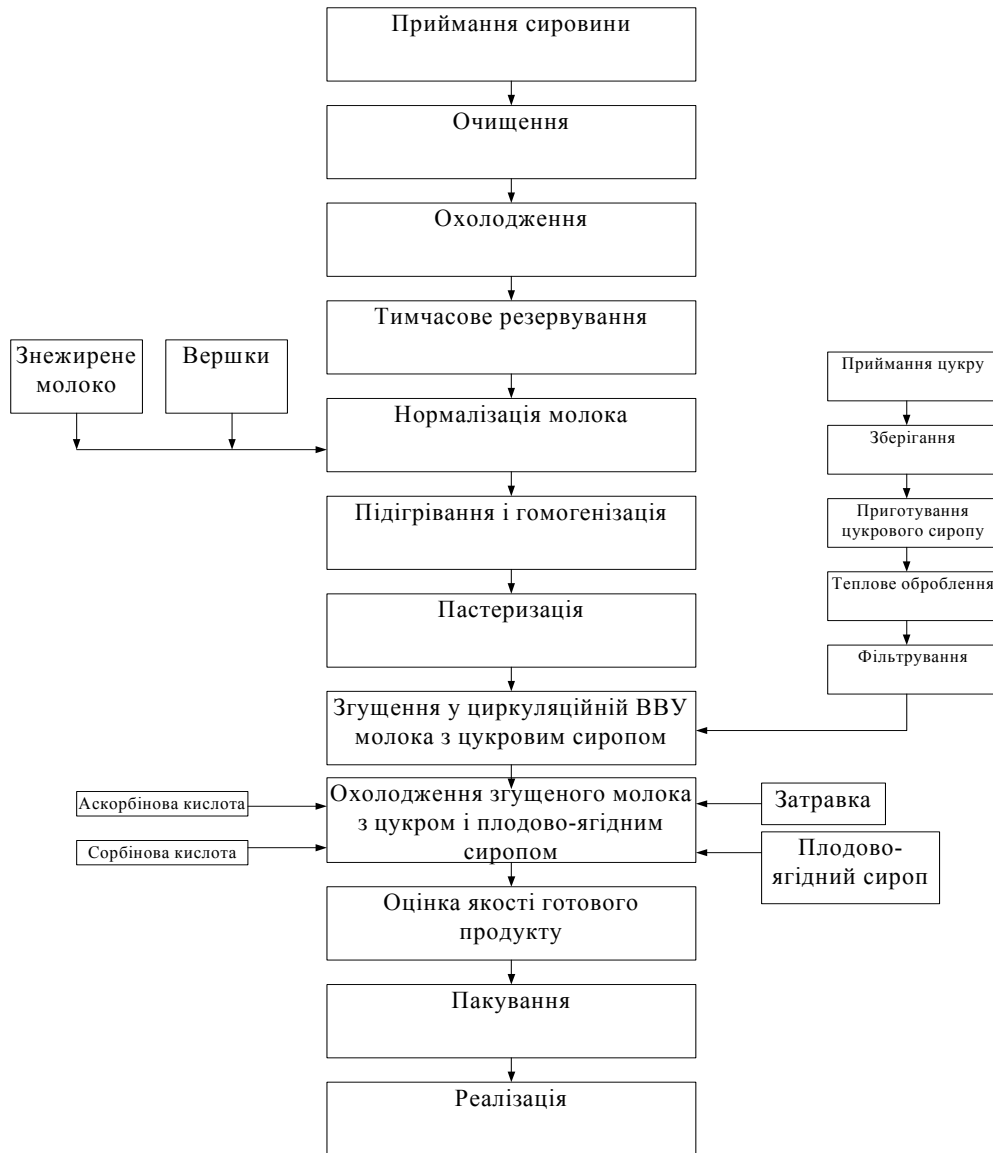 Приймання сировини
Очищення
Охолодження
Тимчасове резервування
Знежирене
молоко
Вершки
Приймання цукру
Нормалізація молока
Зберігання
Підігрівання і гомогенізація
Приготування
цукрового сиропу
Пастеризація
Теплове оброблення
Фільтрування
Згущення у циркуляційній ВВУ
молока з цукровим сиропом
Аскорбінова кислота
Охолодження згущеного молока
з цукром і плодово-ягідним
сиропом
Затравка
Сорбінова кислота
Плодово-
ягідний сироп
Оцінка якості готового
продукту
Пакування
Реалізація